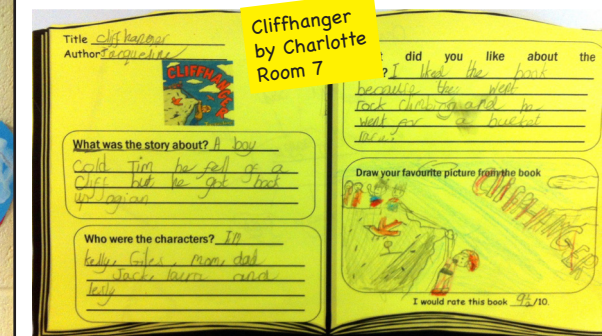 Title cliffhanger
Author Jacqueline
CLIFFHANGER
What was the story about? A boy
cold Tim he fell of a
cliff but he got back
up agian
Who were the characters? Tim
kelly, Giles, mom, dad
Jack, laura and
lesly
Cliffhanger
by Charlotte
Room 7
t did you like about the
? I liked the book
because they went
rock climbing and he
went for a bucket
Draw your favourite picture from the book
CLIFFHANGER
I would rate this book 9½/10.